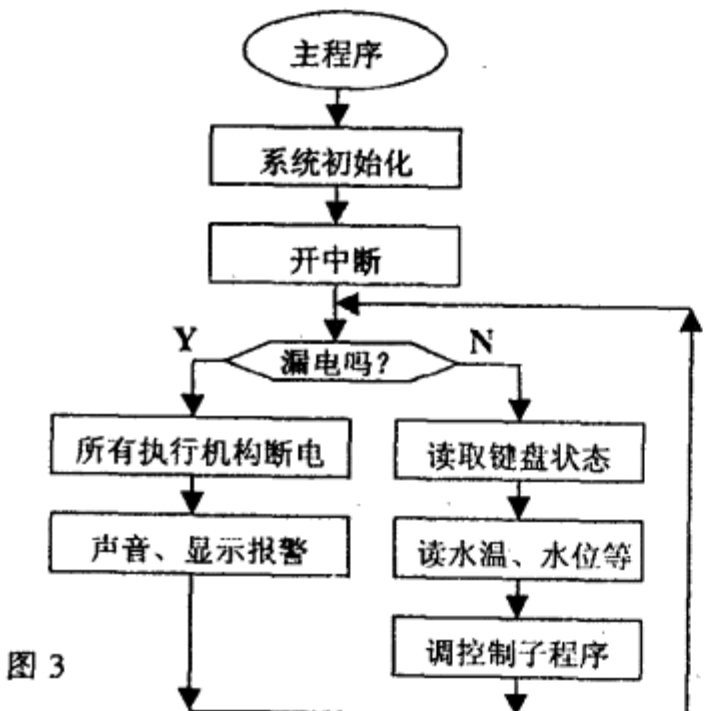 主程序
系统初始化
开中断
漏电吗?
Y
N
所有执行机构断电
声音、显示报警
读取键盘状态
读水温、水位等
调控制子程序
图 3